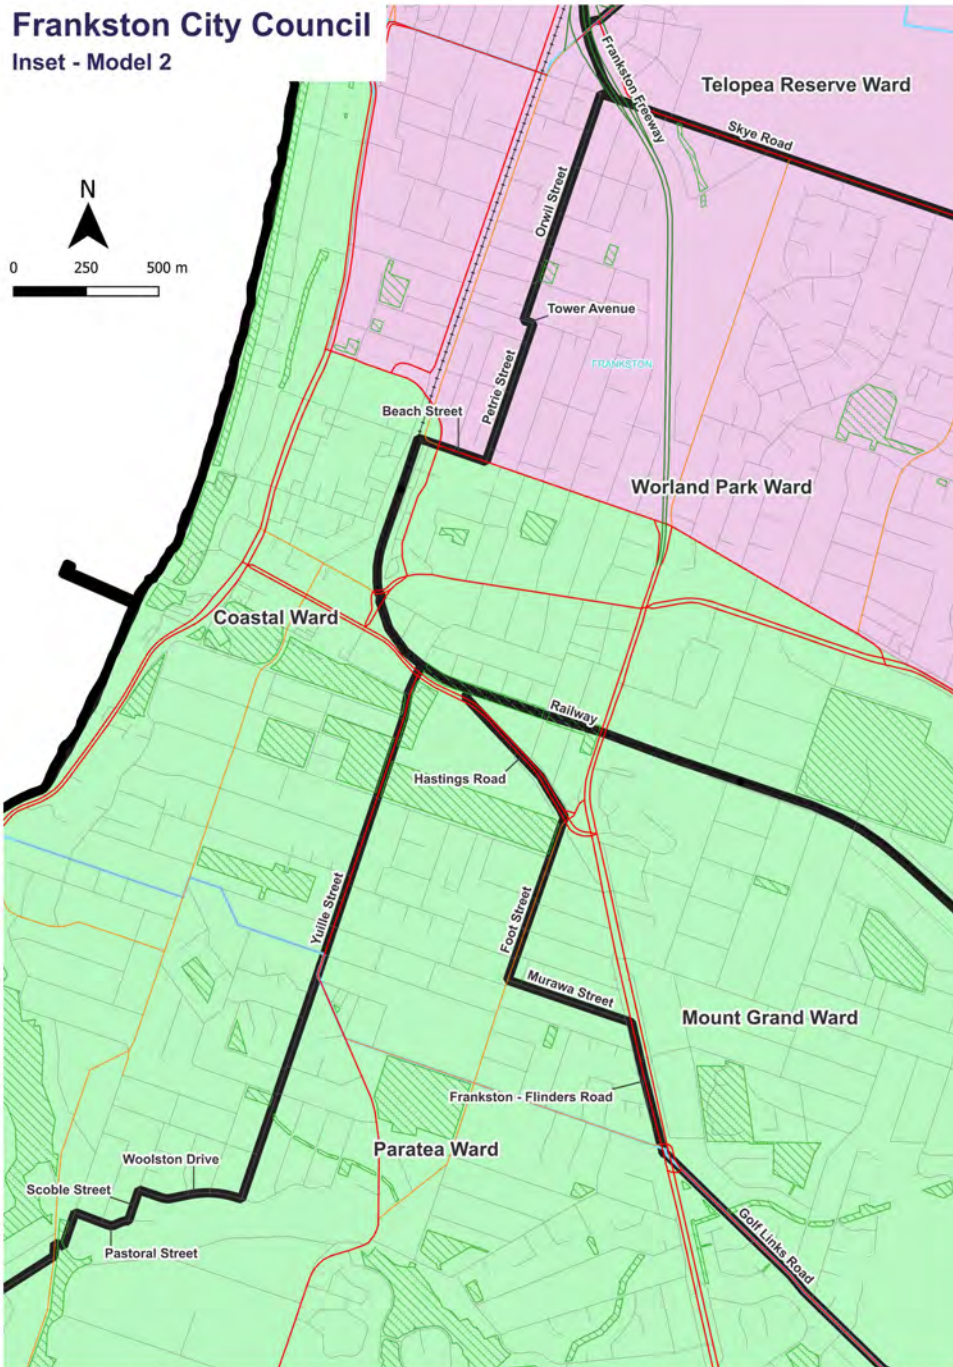 Frankston City Council
Inset - Model 2
N
0 250 500 m
Frankston Freeway
Telopea Reserve Ward
Skye Road
Orwil Street
Tower Avenue
FRANKSTON
Petrie Street
Beach Street
Worland Park Ward
Coastal Ward
Railway
Hastings Road
Yuille Street
Foot Street
Murawa Street
Mount Grand Ward
Frankston - Flinders Road
Paratea Ward
Woolston Drive
Scoble Street
Pastoral Street
Golf Links Road